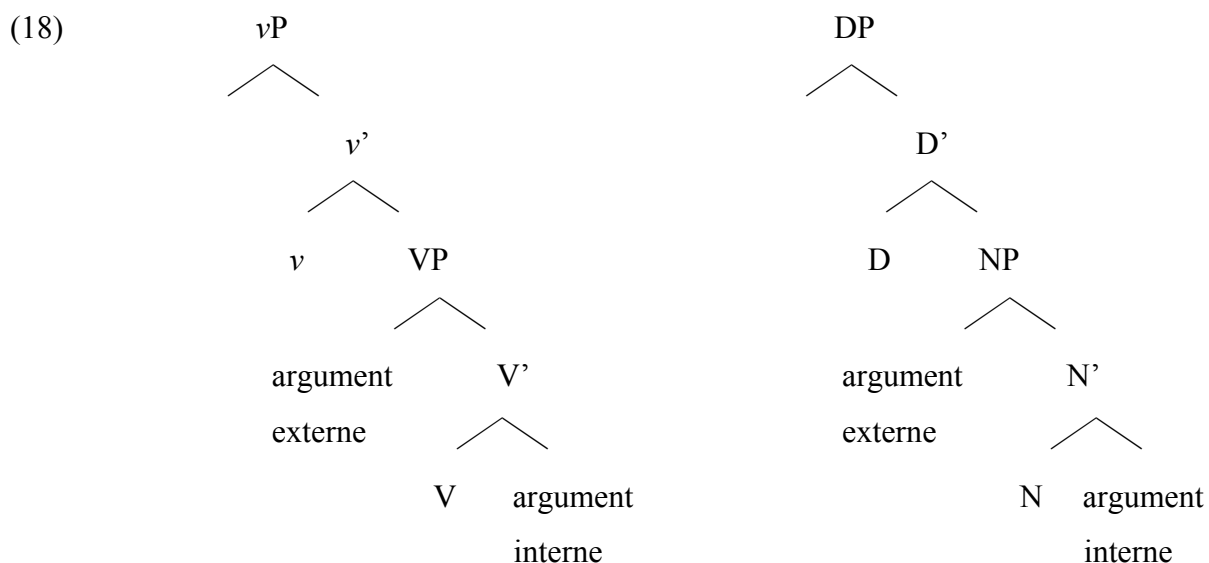 (18) vP DP
v’ D’
v VP D NP
argument V’ argument N’
externe externe
V argument N argument
interne interne